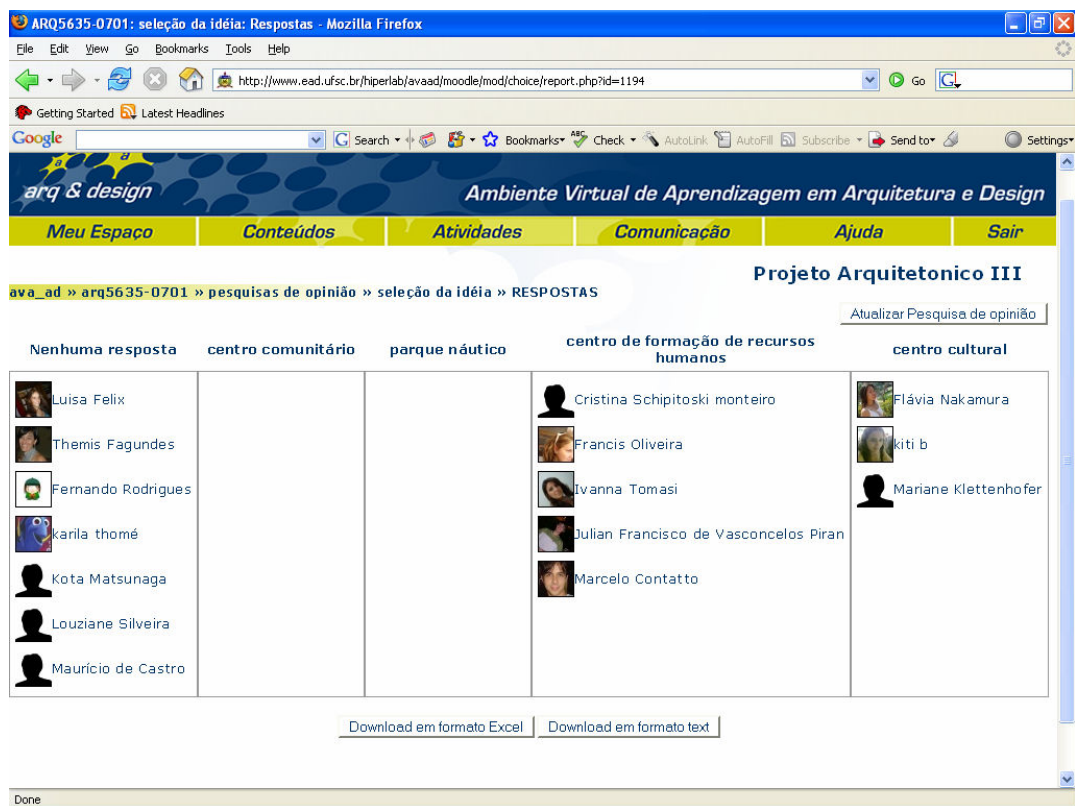 ARQ5635-0701: seleção da idéia: Respostas - Mozilla Firefox
File Edit View Go Bookmarks Tools Help
http://www.ead.ufsc.br/hiperlab/avaad/moodle/mod/choice/report.php?id=1194 Go G
Getting Started Latest Headlines
Google G Search Bookmarks ABC Check AutoLink AutoFill Subscribe Send to Settings
a a
arq & design Ambiente Virtual de Aprendizagem em Arquitetura e Design
Meu Espaço Conteúdos Atividades Comunicação Ajuda Sair
Projeto Arquitetonico III
ava_ad » arq5635-0701 » pesquisas de opinião » seleção da idéia » RESPOSTAS
Atualizar Pesquisa de opinião
Nenhuma resposta centro comunitário parque náutico centro de formação de recursos humanos centro cultural
Luisa Felix Cristina Schipitoski monteiro Flávia Nakamura
Themis Fagundes Francis Oliveira kiti b
Fernando Rodrigues Ivanna Tomasi Mariane Klettenhofer
karila thomé Julian Francisco de Vasconcelos Piran
Kota Matsunaga Marcelo Contatto
Louziane Silveira
Maurício de Castro
Download em formato Excel Download em formato text
Done